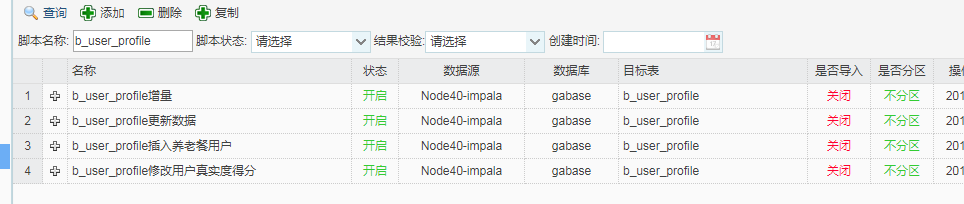 查询 添加 删除 复制
脚本名称: b_user_profile 脚本状态: 请选择 结果校验: 请选择 创建时间:
名称 状态 数据源 数据库 目标表 是否导入 是否分区
1 b_user_profile增量 开启 Node40-impala gabase b_user_profile 关闭 不分区 201
2 b_user_profile更新数据 开启 Node40-impala gabase b_user_profile 关闭 不分区 201
3 b_user_profile插入养老餐用户 开启 Node40-impala gabase b_user_profile 关闭 不分区 201
4 b_user_profile修改用户真实度得分 开启 Node40-impala gabase b_user_profile 关闭 不分区 201